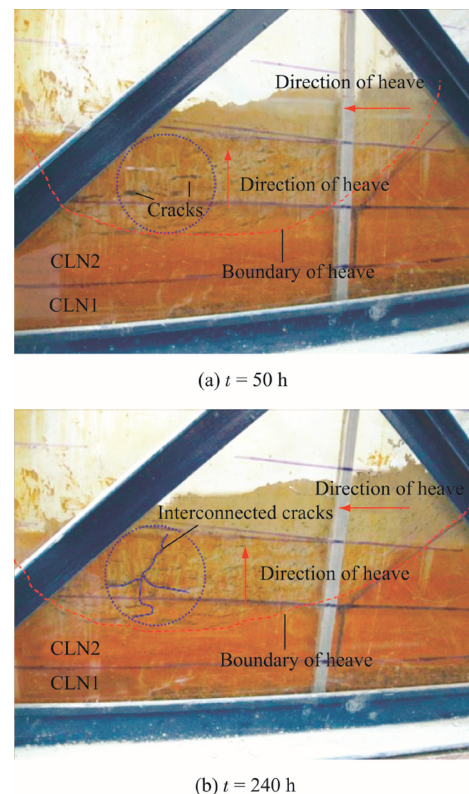 Direction of heave
Direction of heave
Cracks
CLN2
Boundary of heave
CLN1
(a) t = 50 h
Direction of heave
Interconnected cracks
Direction of heave
CLN2
Boundary of heave
CLN1
(b) t = 240 h